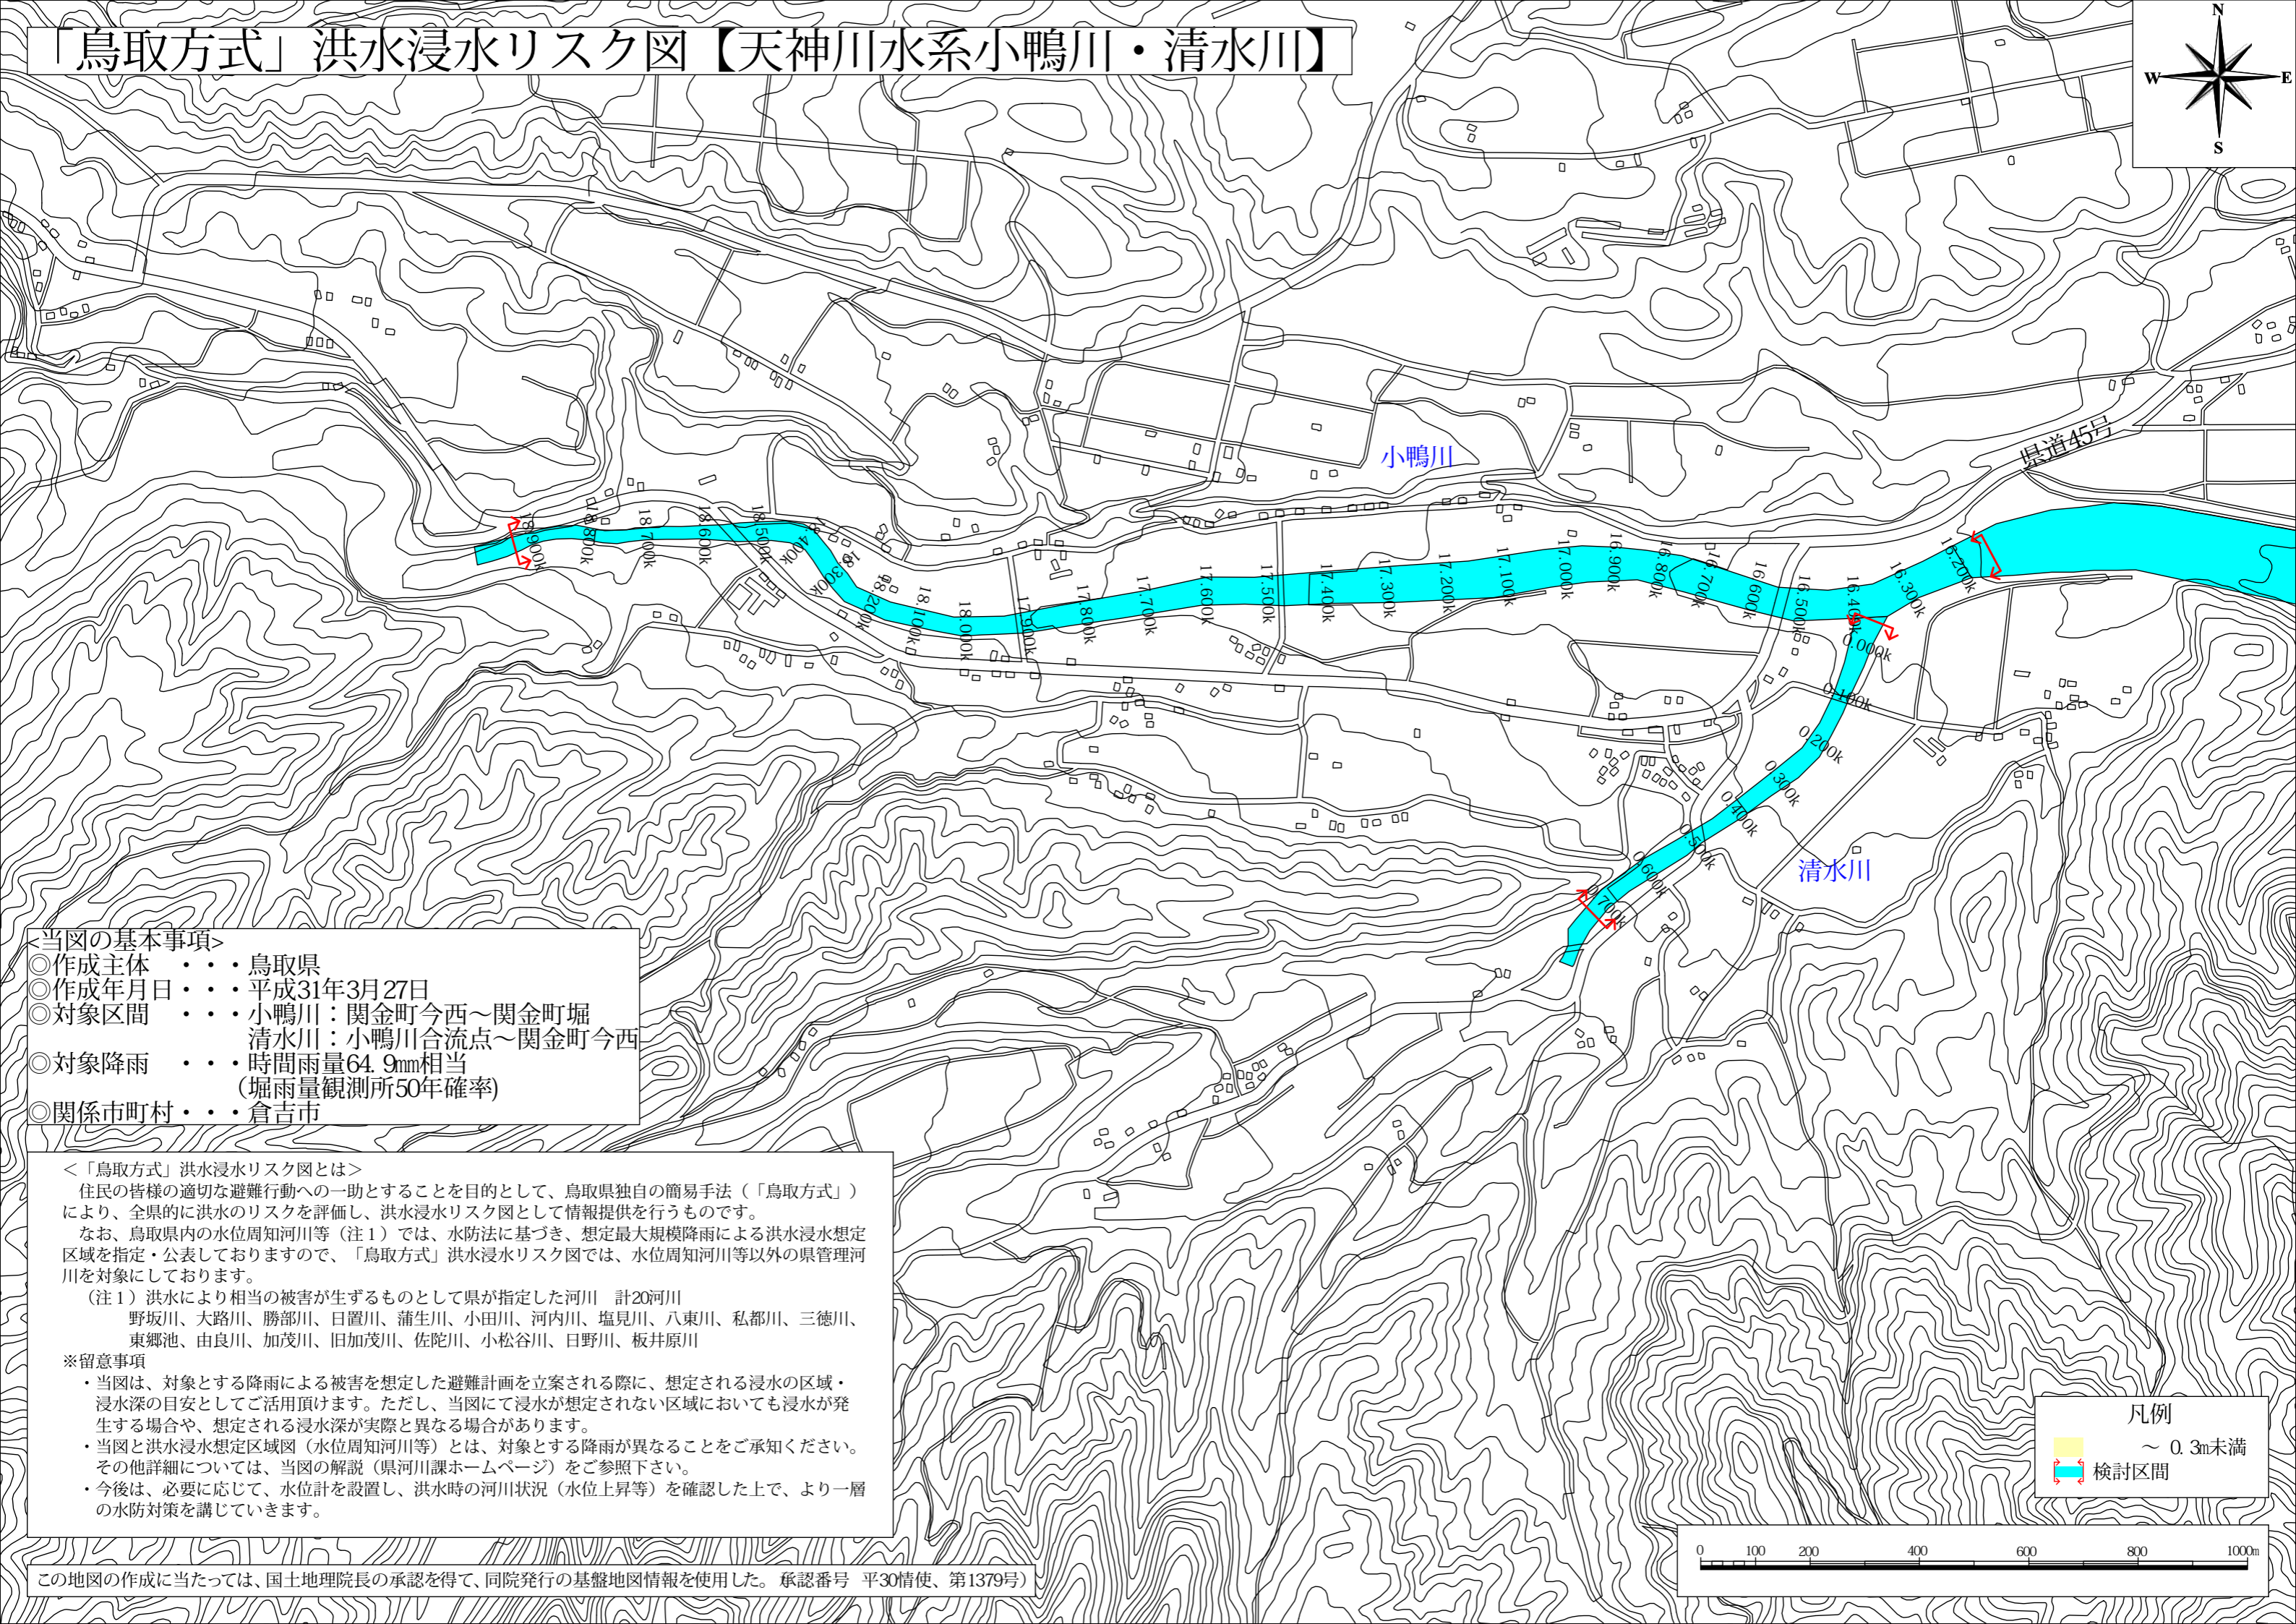 「鳥取方式」洪水浸水リスク図【天神川水系小鴨川・清水川】
N
W
E
S
県道45号
小鴨川
18.900k
18.800k
18.700k
18.600k
18.500k
18.400k
18.300k
18.200k
18.100k
18.000k
17.900k
17.800k
17.700k
17.600k
17.500k
17.400k
17.300k
17.200k
17.100k
17.000k
16.900k
16.800k
16.700k
16.600k
16.500k
16.400k
16.300k
16.200k
0.000k
0.100k
0.200k
0.300k
0.400k
0.500k
0.600k
0.700k
清水川
<当図の基本事項>
◎作成主体 ・・・鳥取県
◎作成年月日・・・平成31年3月27日
◎対象区間 ・・・小鴨川：関金町今西～関金町堀
清水川：小鴨川合流点～関金町今西
◎対象降雨 ・・・時間雨量64.9㎜相当
(堀雨量観測所50年確率)
◎関係市町村・・・倉吉市
＜「鳥取方式」洪水浸水リスク図とは＞
住民の皆様の適切な避難行動への一助とすることを目的として、鳥取県独自の簡易手法（「鳥取方式」）
により、全県的に洪水のリスクを評価し、洪水浸水リスク図として情報提供を行うものです。
なお、鳥取県内の水位周知河川等（注１）では、水防法に基づき、想定最大規模降雨による洪水浸水想定
区域を指定・公表しておりますので、「鳥取方式」洪水浸水リスク図では、水位周知河川等以外の県管理河
川を対象にしております。
（注１）洪水により相当の被害が生ずるものとして県が指定した河川 計20河川
野坂川、大路川、勝部川、日置川、蒲生川、小田川、河内川、塩見川、八東川、私都川、三徳川、
東郷池、由良川、加茂川、旧加茂川、佐陀川、小松谷川、日野川、板井原川
※留意事項
・当図は、対象とする降雨による被害を想定した避難計画を立案される際に、想定される浸水の区域・
浸水深の目安としてご活用頂けます。ただし、当図にて浸水が想定されない区域においても浸水が発
生する場合や、想定される浸水深が実際と異なる場合があります。
・当図と洪水浸水想定区域図（水位周知河川等）とは、対象とする降雨が異なることをご承知ください。
その他詳細については、当図の解説（県河川課ホームページ）をご参照下さい。
・今後は、必要に応じて、水位計を設置し、洪水時の河川状況（水位上昇等）を確認した上で、より一層
の水防対策を講じていきます。
この地図の作成に当たっては、国土地理院長の承認を得て、同院発行の基盤地図情報を使用した。（承認番号 平30情使、第1379号）
凡例
～ 0.3m未満
検討区間
0 100 200 400 600 800 1000m